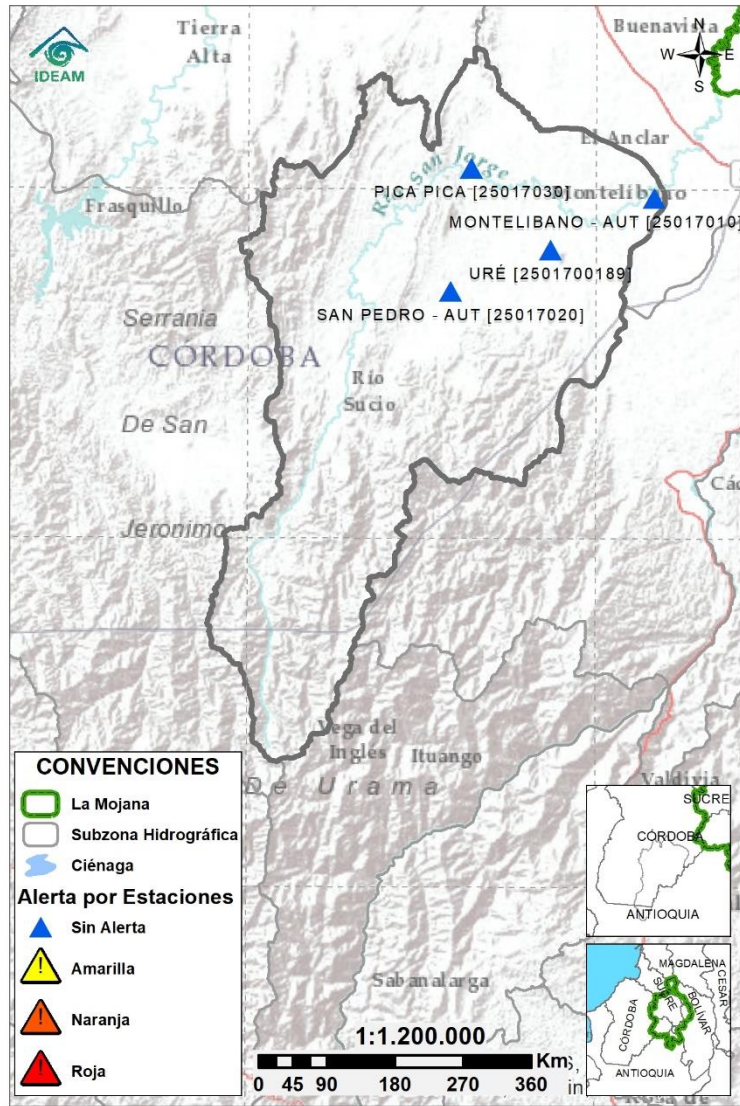 IDEAM
Tierra
Alta
Buenavista
N
W
E
S
El Anclar
Río San Jorge
PICA PICA [25017030]
Montelibano
Frasquillo
MONTELIBANO - AUT [25017010]
URÉ [2501700189]
SAN PEDRO - AUT [25017020]
Serrania
CÓRDOBA
Río
Sucio
De San
Jeronimo
Vega del
Ingles
Ituango
De Urama
Valdivia
CONVENCIONES
La Mojana
Subzona Hidrográfica
Ciénaga
Alerta por Estaciones
Sin Alerta
Amarilla
Naranja
Roja
Sabanalarga
1:1.200.000
Km
0 45 90 180 270 360
SUCRE
CÓRDOBA
ANTIOQUIA
MAGDALENA
CESAR
SUCRE
BOLÍVAR
CÓRDOBA
ANTIOQUIA